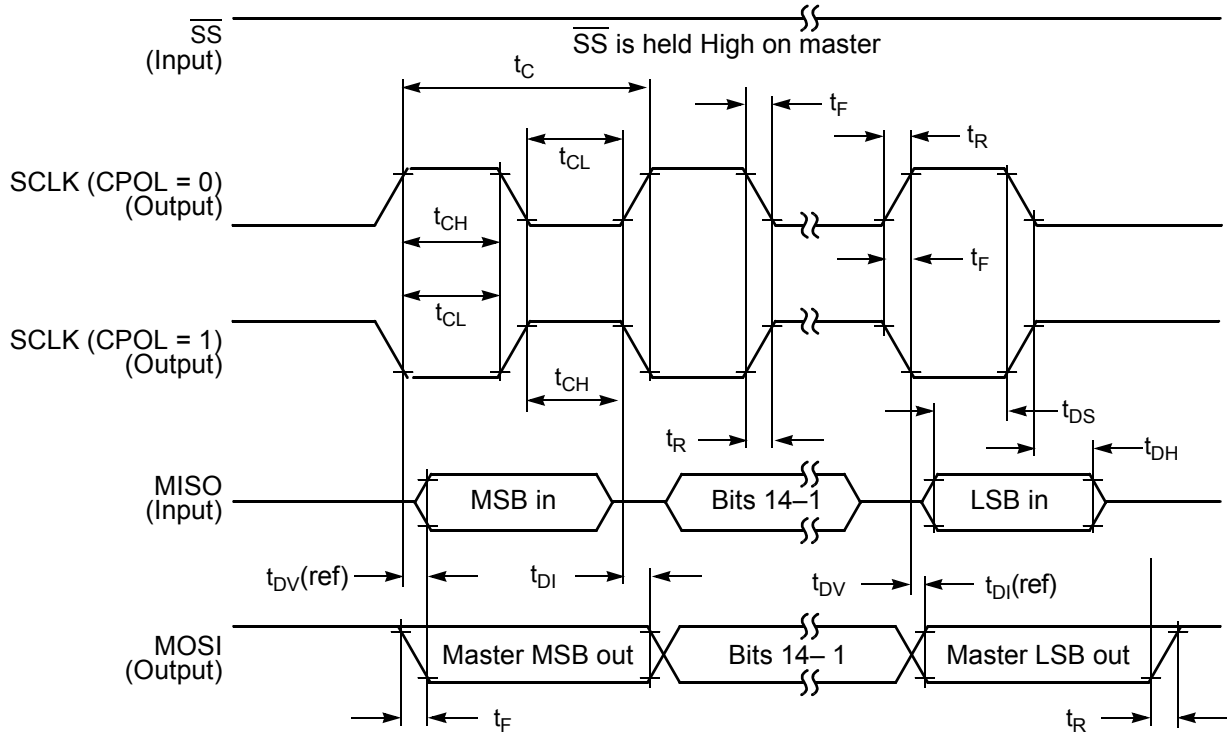 SS
(Input)
SS is held High on master
tC
tF
tR
tCL
SCLK (CPOL = 0)
(Output)
tCH
tF
tCL
SCLK (CPOL = 1)
(Output)
tCH
tDS
tR
tDH
MISO
(Input)
MSB in
Bits 14–1
LSB in
tDV(ref)
tDI
tDV
tDI(ref)
MOSI
(Output)
Master MSB out
Bits 14– 1
Master LSB out
tF
tR